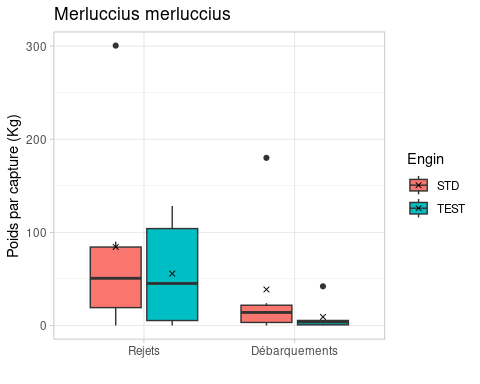 Merluccius merluccius
Poids par capture (Kg)
300
200
100
0
Rejets
Débarquements
Engin
STD
TEST